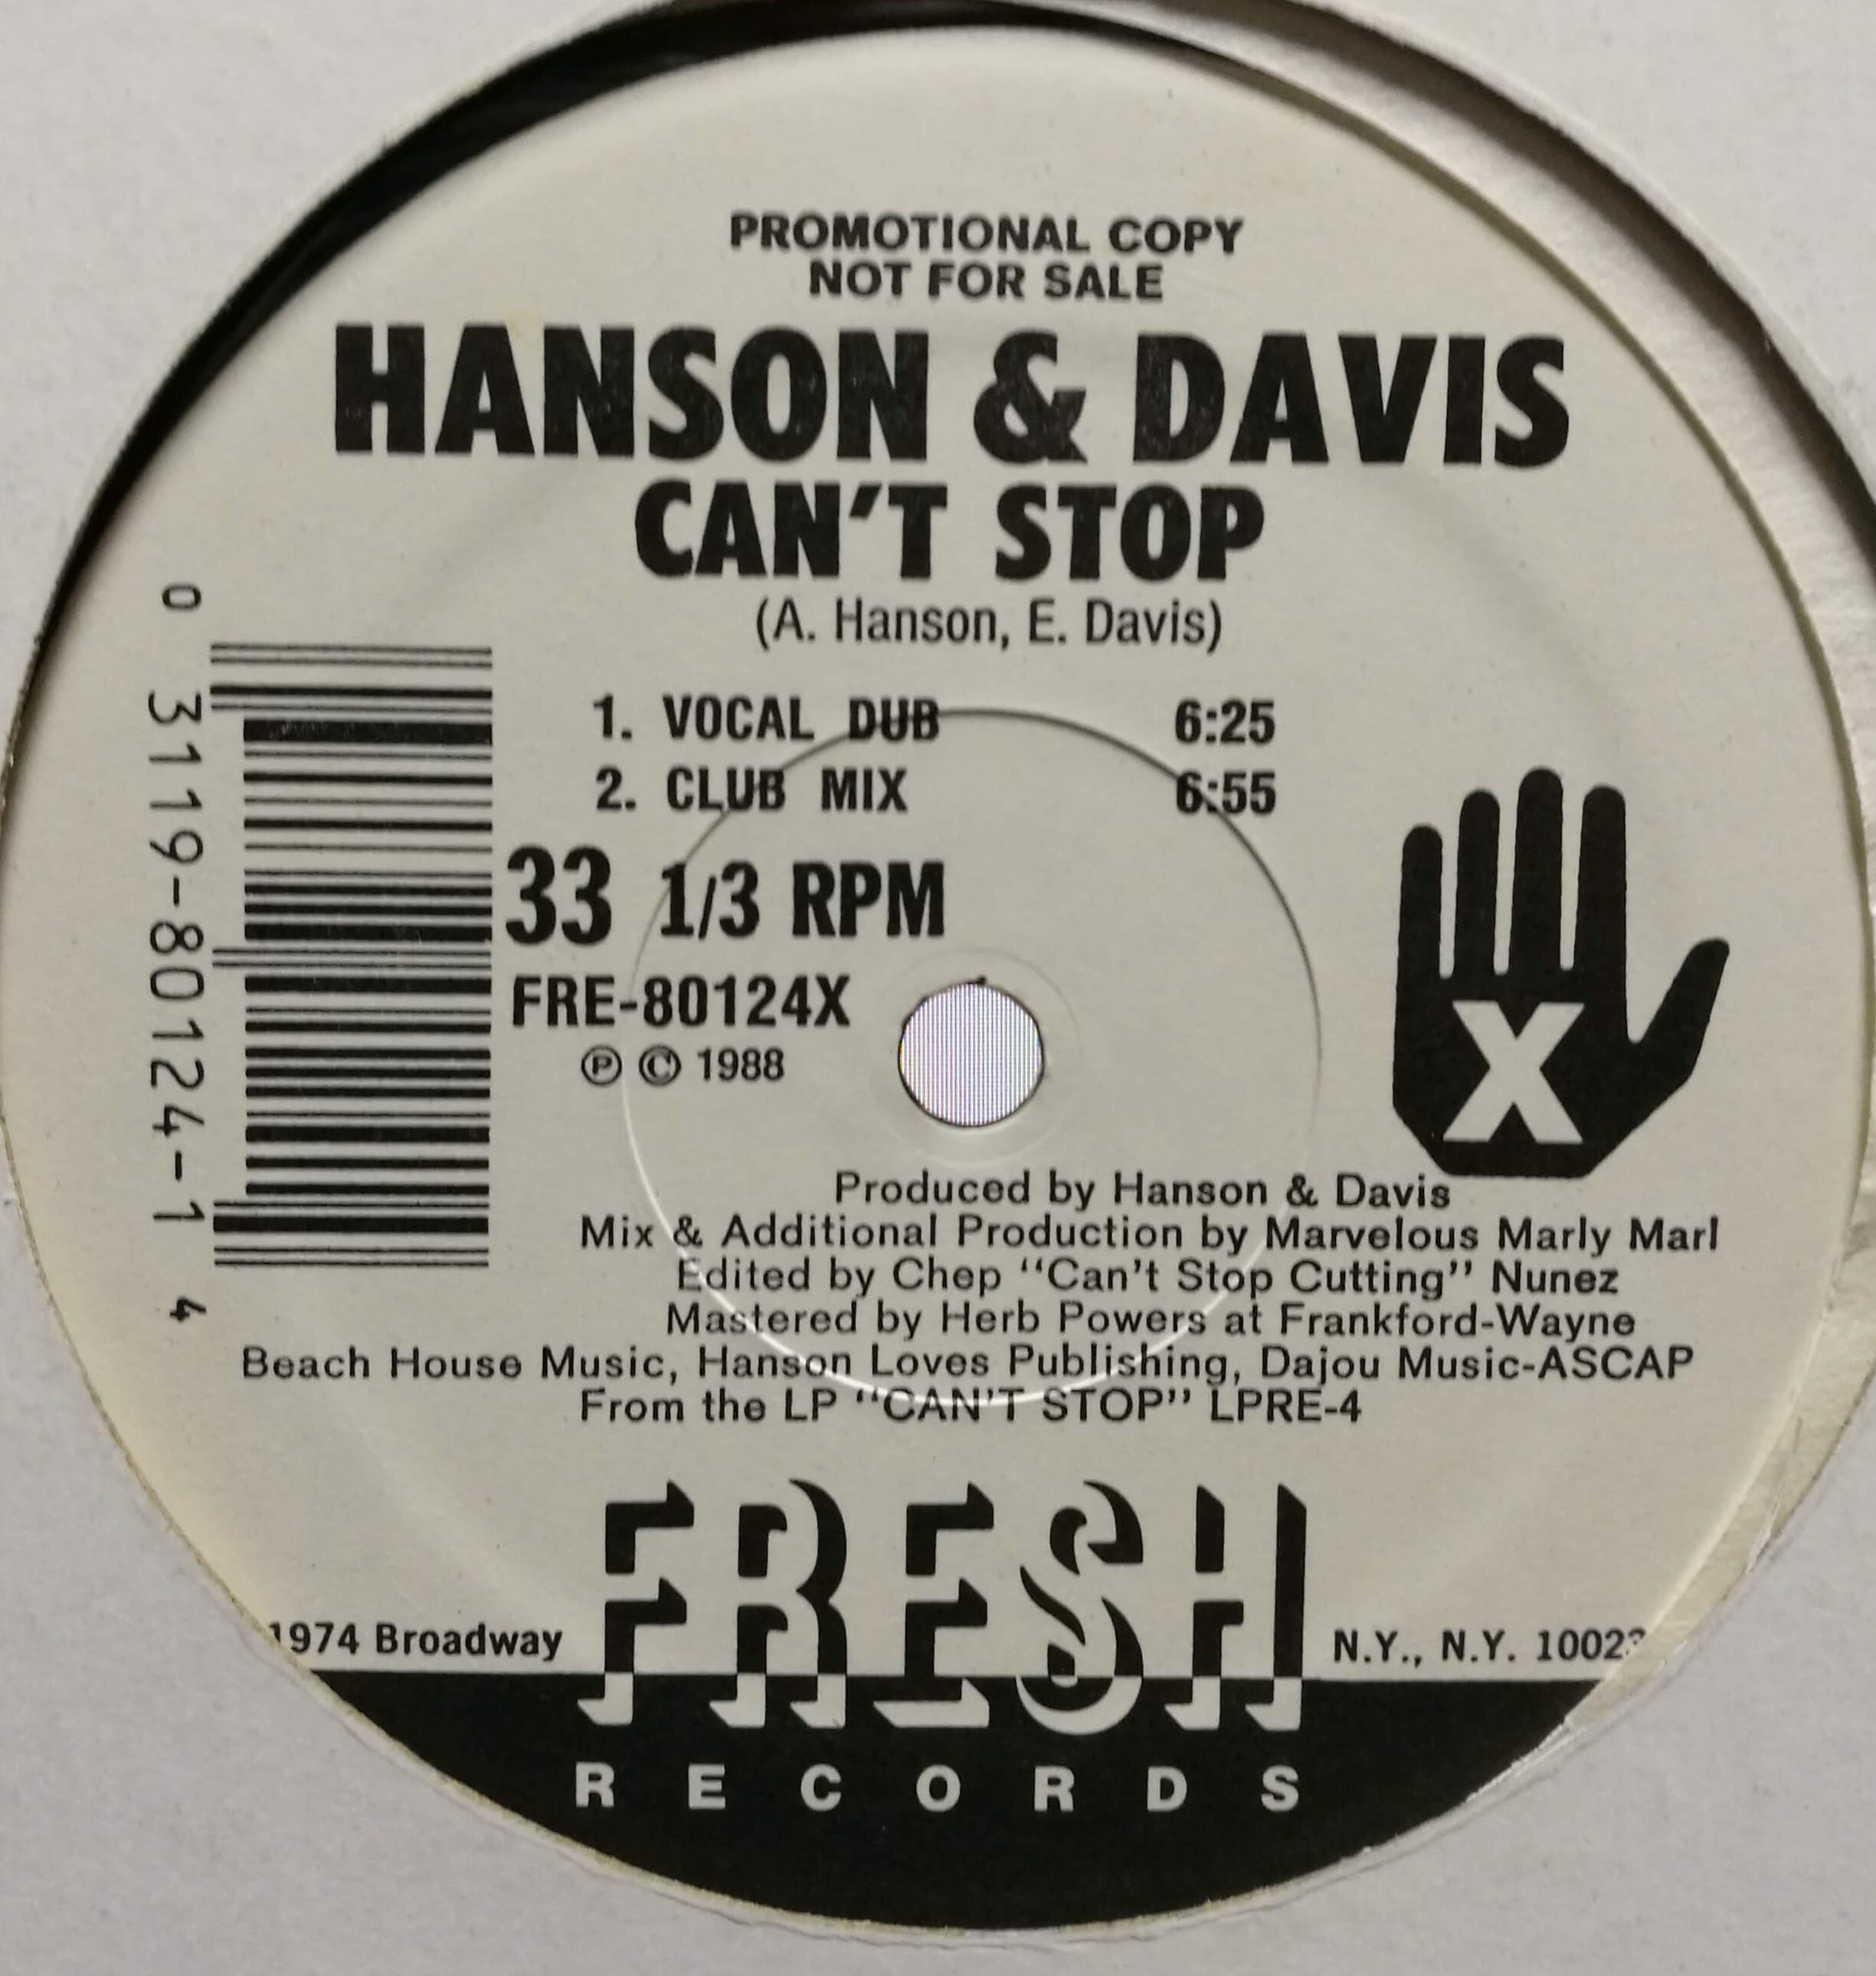 PROMOTIONAL COPY
NOT FOR SALE
HANSON & DAVIS
CAN'T STOP
(A. Hanson, E. Davis)
1. VOCAL DUB 6:25
2. CLUB MIX 6:55
33 1/3 RPM
FRE-80124X
Ⓟ © 1988
0 3119-80124-1 4
X
Produced by Hanson & Davis
Mix & Additional Production by Marvelous Marly Marl
Edited by Chep "Can't Stop Cutting" Nunez
Mastered by Herb Powers at Frankford-Wayne
Beach House Music, Hanson Loves Publishing, Dajou Music-ASCAP
From the LP "CAN'T STOP" LPRE-4
1974 Broadway FRESH N.Y., N.Y. 10023
RECORDS